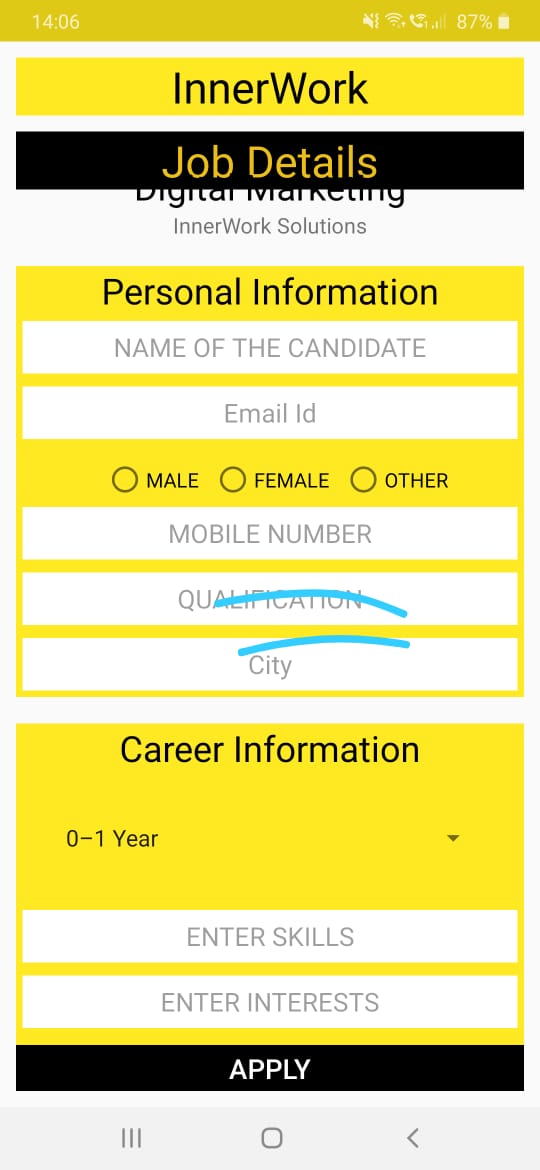 14:06 87%
InnerWork
Job Details
Digital Marketing
InnerWork Solutions
Personal Information
NAME OF THE CANDIDATE
Email Id
MALE FEMALE OTHER
MOBILE NUMBER
QUALIFICATION
City
Career Information
0–1 Year
ENTER SKILLS
ENTER INTERESTS
APPLY